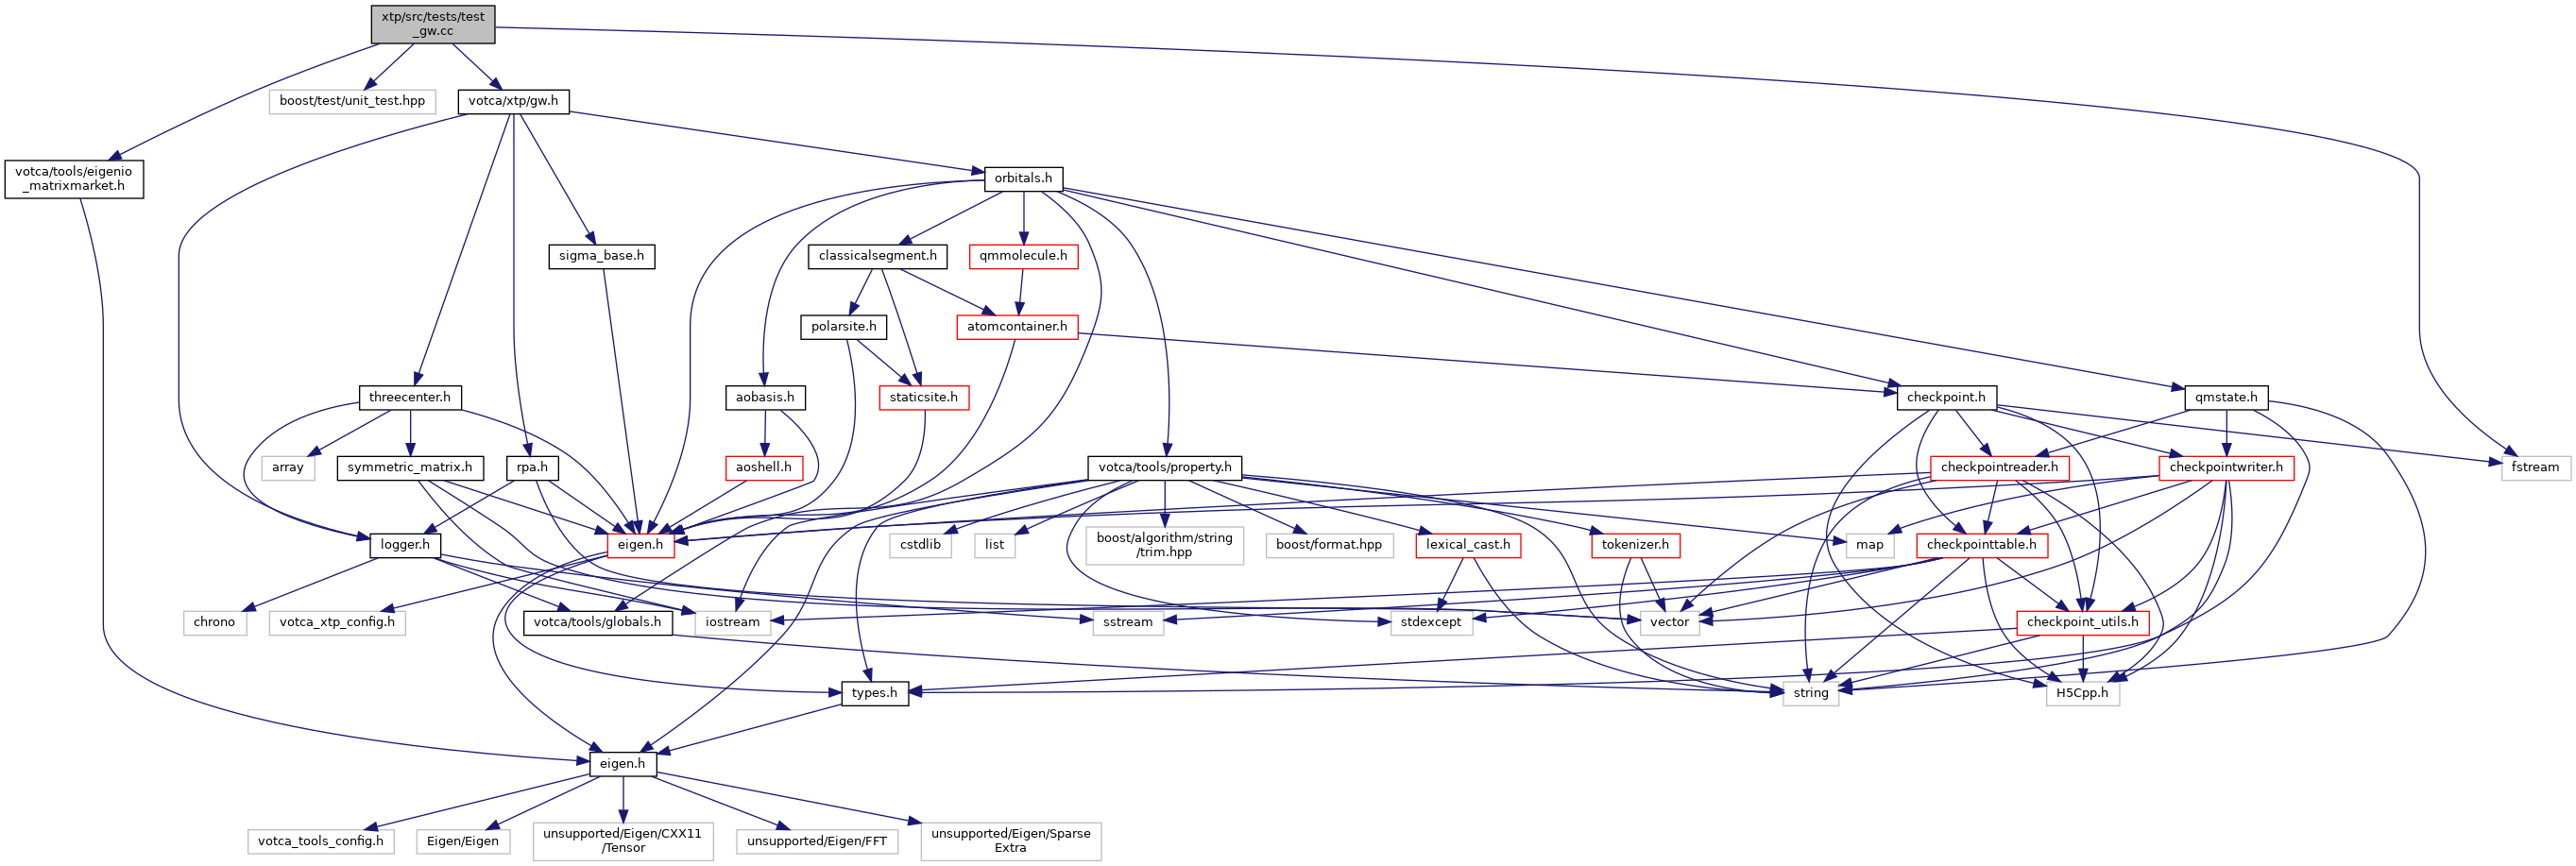 xtp/src/tests/test
_gw.cc
boost/test/unit_test.hpp
votca/xtp/gw.h
votca/tools/eigenio
_matrixmarket.h
orbitals.h
sigma_base.h
classicalsegment.h
qmmolecule.h
polarsite.h
atomcontainer.h
threecenter.h
aobasis.h
staticsite.h
checkpoint.h
qmstate.h
array
symmetric_matrix.h
rpa.h
aoshell.h
votca/tools/property.h
checkpointreader.h
checkpointwriter.h
fstream
logger.h
eigen.h
cstdlib
list
boost/algorithm/string
/trim.hpp
boost/format.hpp
lexical_cast.h
tokenizer.h
map
checkpointtable.h
chrono
votca_xtp_config.h
votca/tools/globals.h
iostream
sstream
stdexcept
vector
checkpoint_utils.h
types.h
string
H5Cpp.h
eigen.h
votca_tools_config.h
Eigen/Eigen
unsupported/Eigen/CXX11
/Tensor
unsupported/Eigen/FFT
unsupported/Eigen/Sparse
Extra